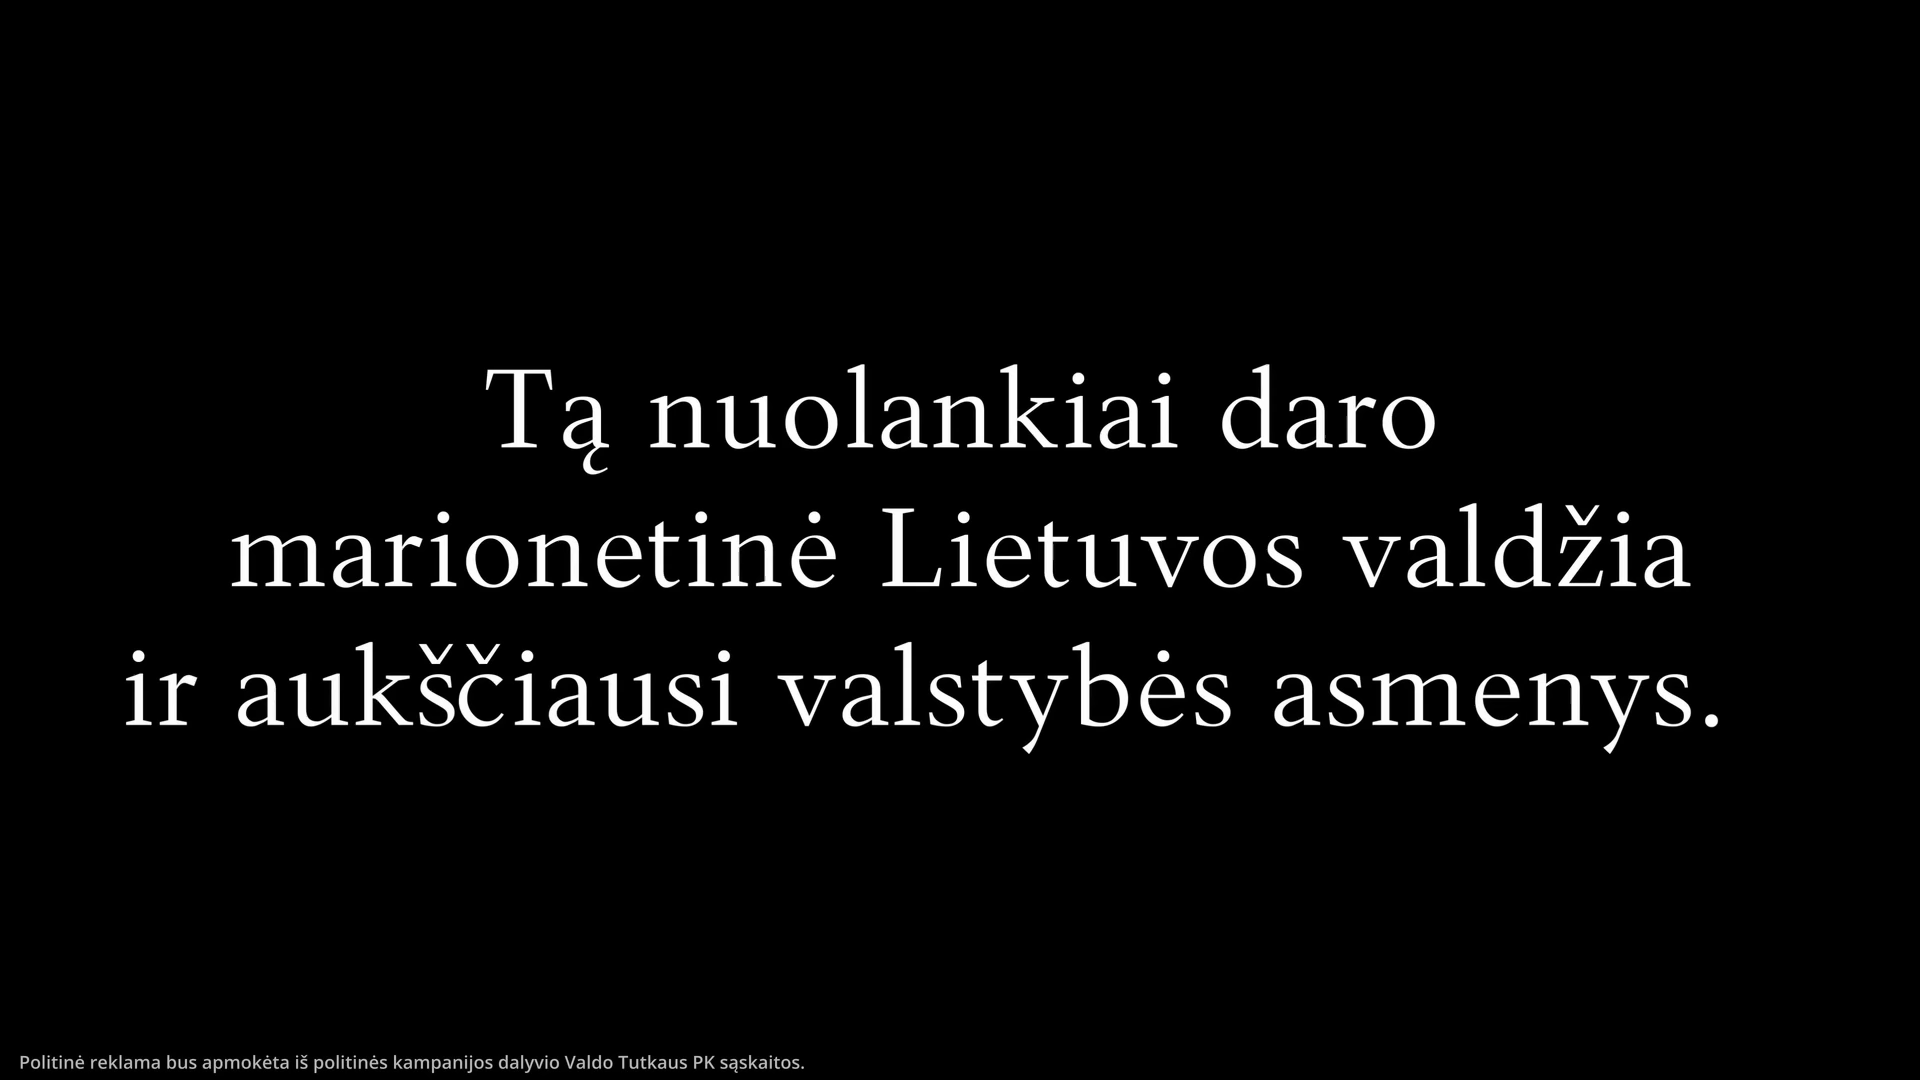 Tą nuolankiai daro
marionetinė Lietuvos valdžia
ir aukščiausi valstybės asmenys.
Politinė reklama bus apmokėta iš politinės kampanijos dalyvio Valdo Tutkaus PK sąskaitos.